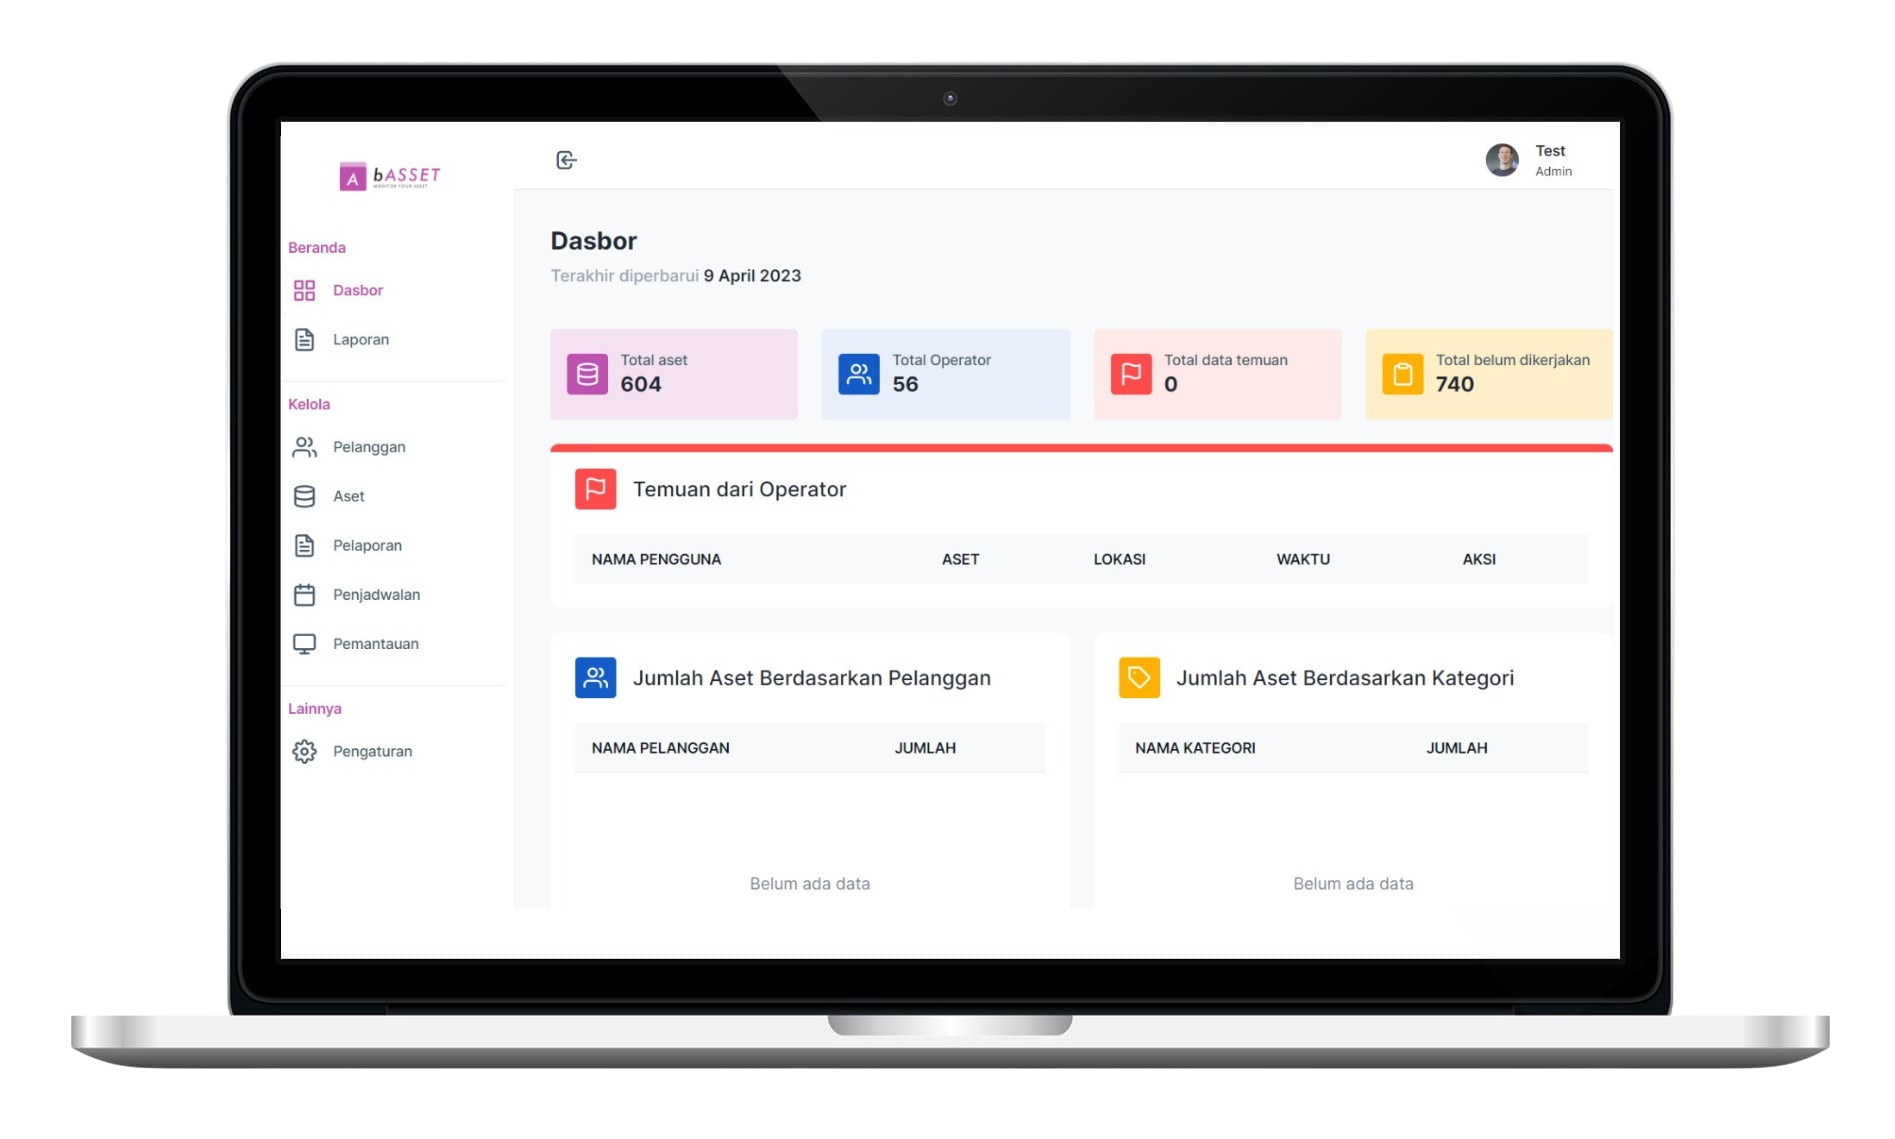 A bASSET
MONITOR YOUR ASSET
Beranda
Dasbor
Laporan
Kelola
Pelanggan
Aset
Pelaporan
Penjadwalan
Pemantauan
Lainnya
Pengaturan
Test
Admin
Dasbor
Terakhir diperbarui 9 April 2023
Total aset
604
Total Operator
56
Total data temuan
0
Total belum dikerjakan
740
Temuan dari Operator
NAMA PENGGUNA ASET LOKASI WAKTU AKSI
Jumlah Aset Berdasarkan Pelanggan
NAMA PELANGGAN JUMLAH
Belum ada data
Jumlah Aset Berdasarkan Kategori
NAMA KATEGORI JUMLAH
Belum ada data